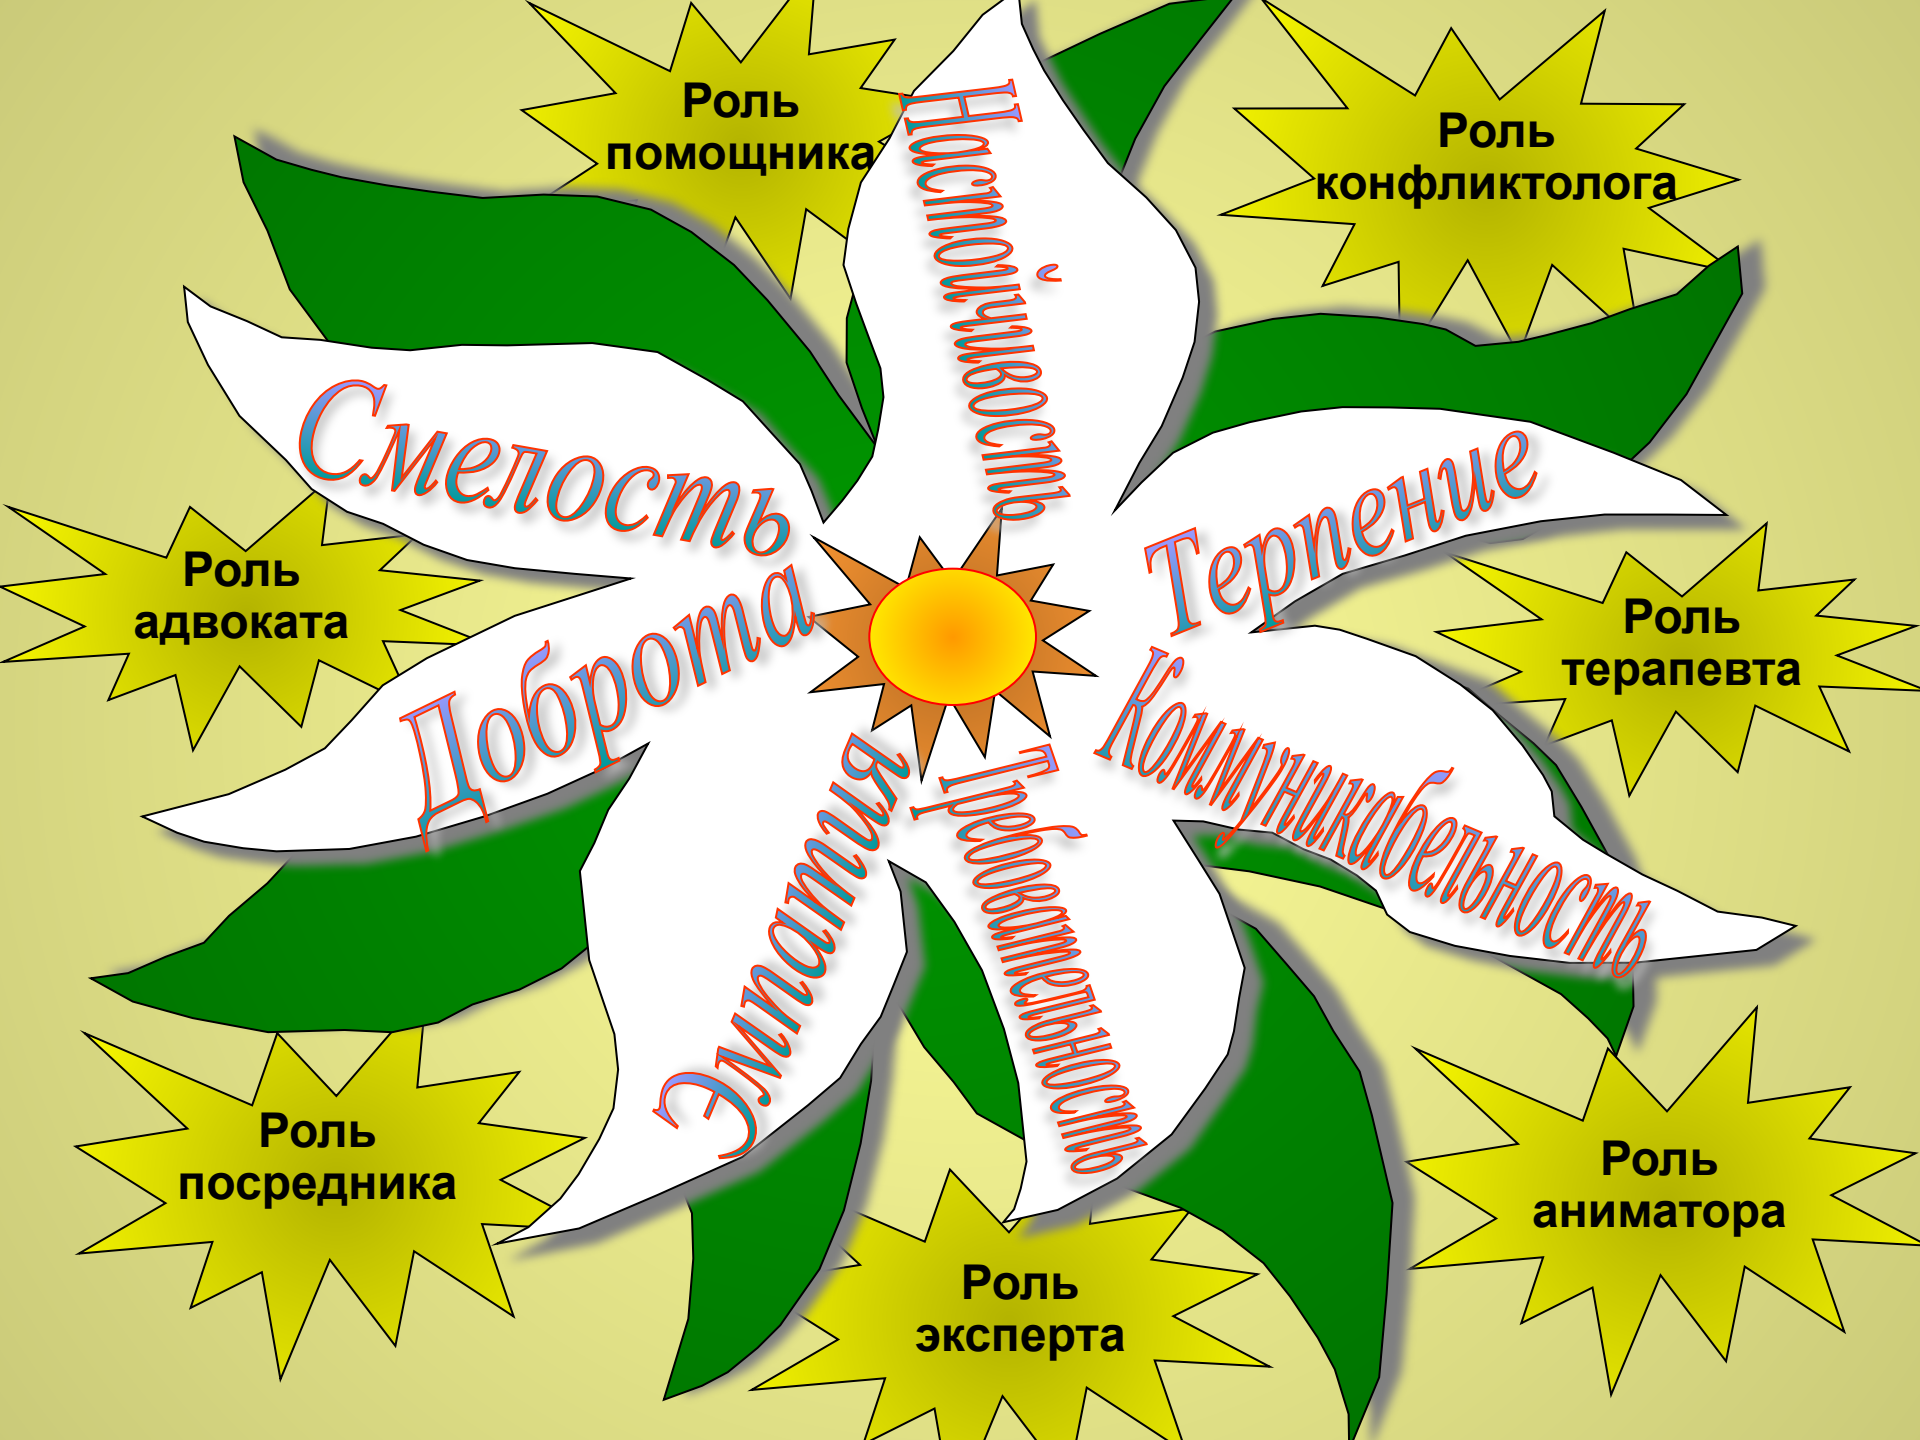 Роль
помощника
Роль
конфликтолога
Настойчивость
Смелость
Терпение
Роль
адвоката
Доброта
Роль
терапевта
Коммуникабельность
Эмпатия
Требовательность
Роль
посредника
Роль
аниматора
Роль
эксперта